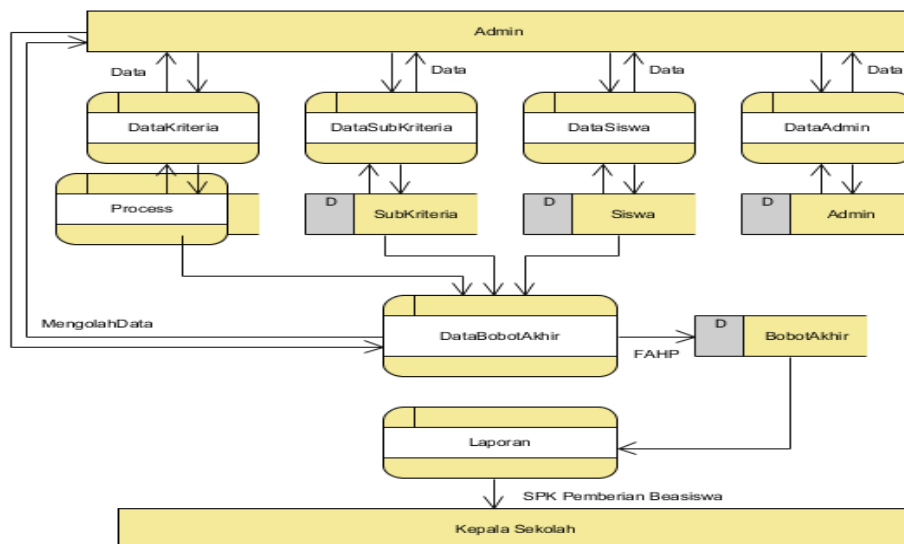 Admin
Data
Data
Data
Data
DataKriteria
DataSubKriteria
DataSiswa
DataAdmin
Process
D
SubKriteria
D
Siswa
D
Admin
MengolahData
DataBobotAkhir
FAHP
D
BobotAkhir
Laporan
SPK Pemberian Beasiswa
Kepala Sekolah